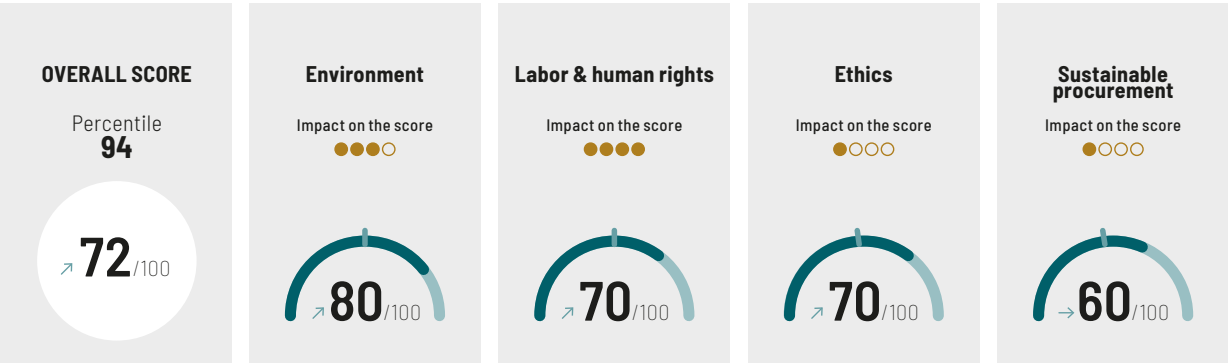 OVERALL SCORE
Percentile
94
72/100
Environment
Impact on the score
80/100
Labor & human rights
Impact on the score
70/100
Ethics
Impact on the score
70/100
Sustainable
procurement
Impact on the score
60/100